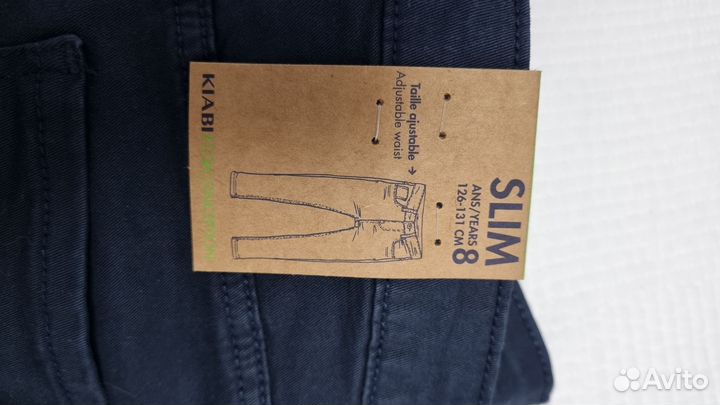 SLIM
ANS/YEARS
126-131 CM
8
Taille ajustable →
Adjustable waist
KIABI
Avito